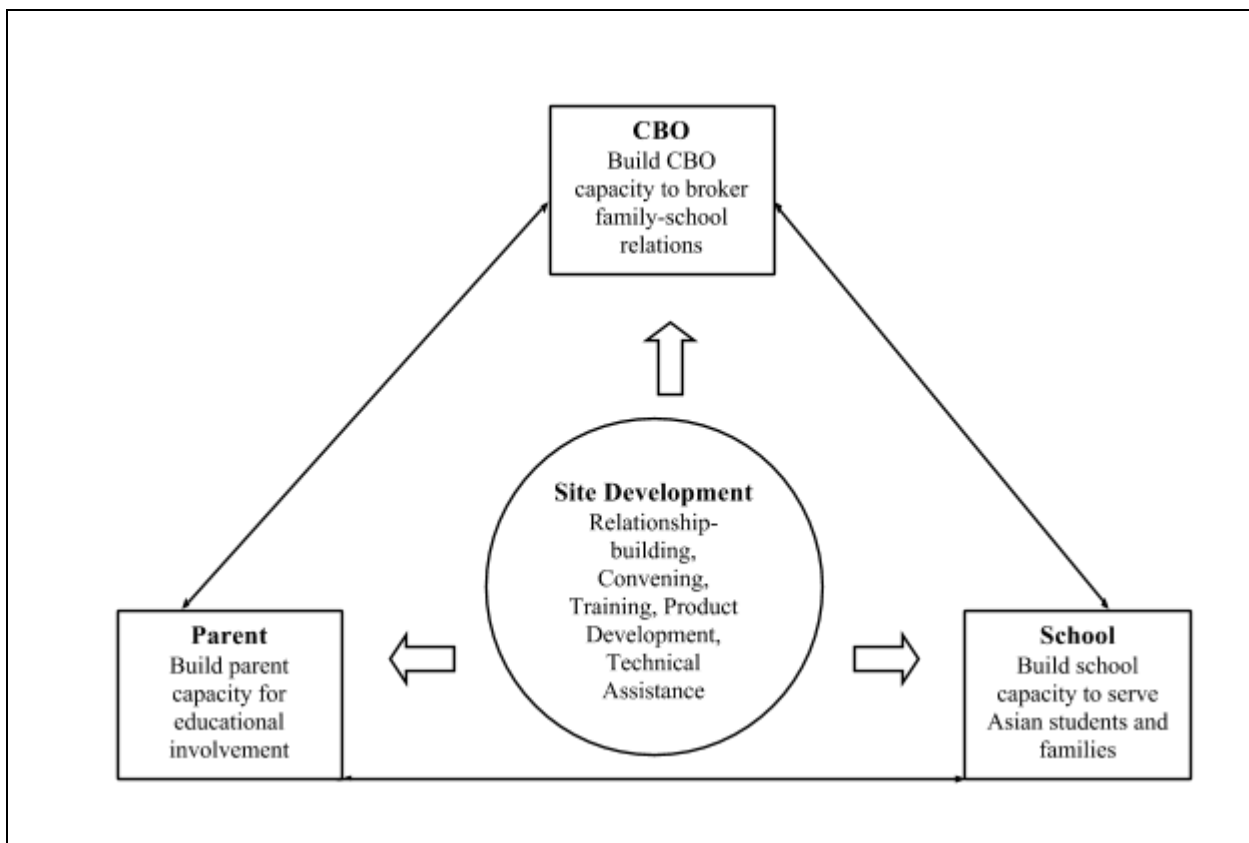 CBO
Build CBO
capacity to broker
family-school
relations
Site Development
Relationship-
building,
Convening,
Training, Product
Development,
Technical
Assistance
Parent
Build parent
capacity for
educational
involvement
School
Build school
capacity to serve
Asian students and
families